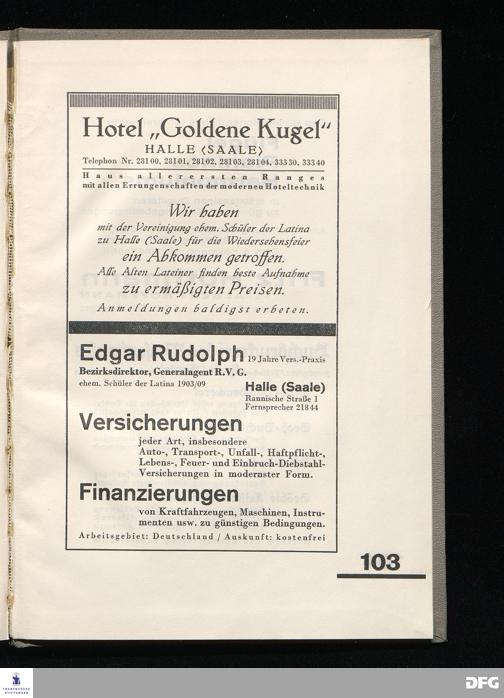 Hotel „Goldene Kugel“
HALLE (SAALE)
Telephon Nr. 28100, 28101, 28102, 28103, 28104, 33330, 33340
Haus allerersten Ranges
mit allen Errungenschaften der modernen Hoteltechnik
Wir haben
mit der Vereinigung ehem. Schüler der Latina
zu Halle (Saale) für die Wiedersehensfeier
ein Abkommen getroffen.
Alle Alten Lateiner finden beste Aufnahme
zu ermäßigten Preisen.
Anmeldungen baldigst erbeten.
Edgar Rudolph 19 Jahre Vers.-Praxis
Bezirksdirektor, Generalagent R.V.G.
ehem. Schüler der Latina 1903/09
Halle (Saale)
Rannische Straße 1
Fernsprecher 21844
Versicherungen
jeder Art, insbesondere
Auto-, Transport-, Unfall-, Haftpflicht-,
Lebens-, Feuer- und Einbruch-Diebstahl-
Versicherungen in modernster Form.
Finanzierungen
von Kraftfahrzeugen, Maschinen, Instru-
menten usw. zu günstigen Bedingungen.
Arbeitsgebiet: Deutschland / Auskunft: kostenfrei
103
FRANCKESCHE
STIFTUNGEN
DFG